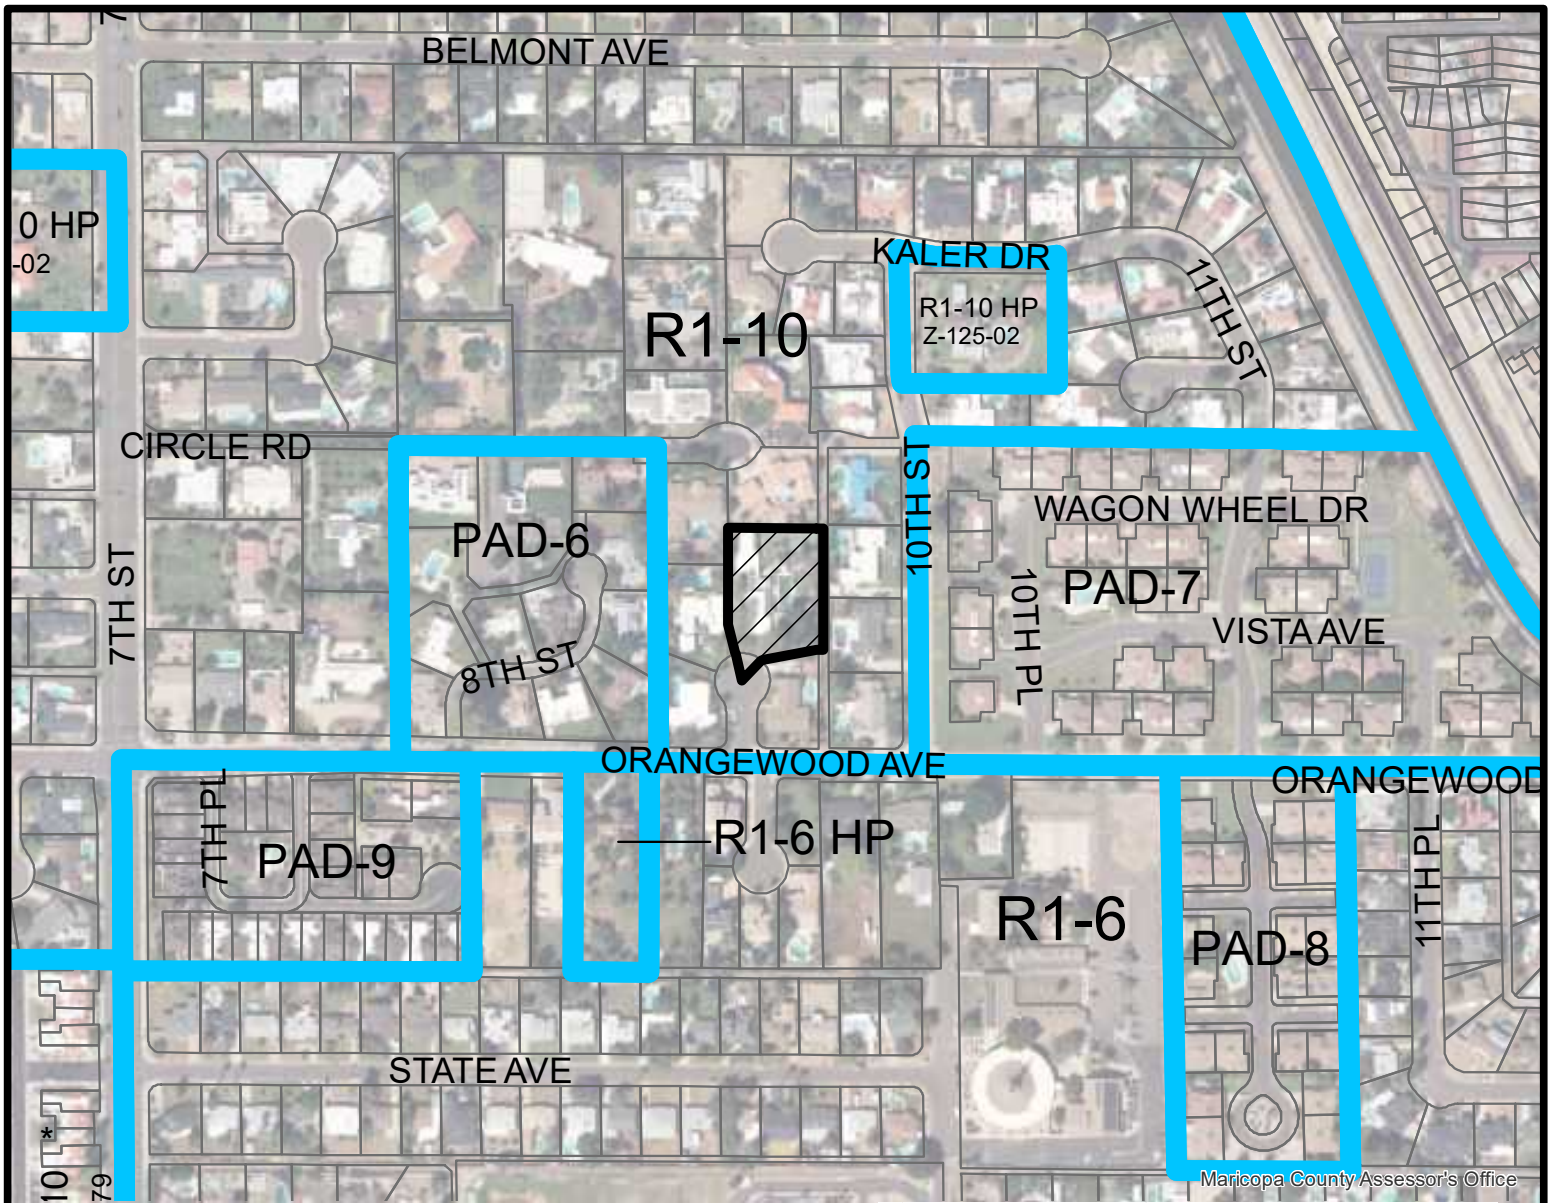 7
BELMONT AVE
0 HP
-02
KALER DR
R1-10 HP
Z-125-02
11TH ST
R1-10
CIRCLE RD
10TH ST
WAGON WHEEL DR
PAD-6
7TH ST
10TH PL
PAD-7
VISTA AVE
8TH ST
ORANGEWOOD AVE
ORANGEWOOD
7TH PL
R1-6 HP
PAD-9
11TH PL
R1-6
PAD-8
STATE AVE
10 *
79
Maricopa County Assessor's Office